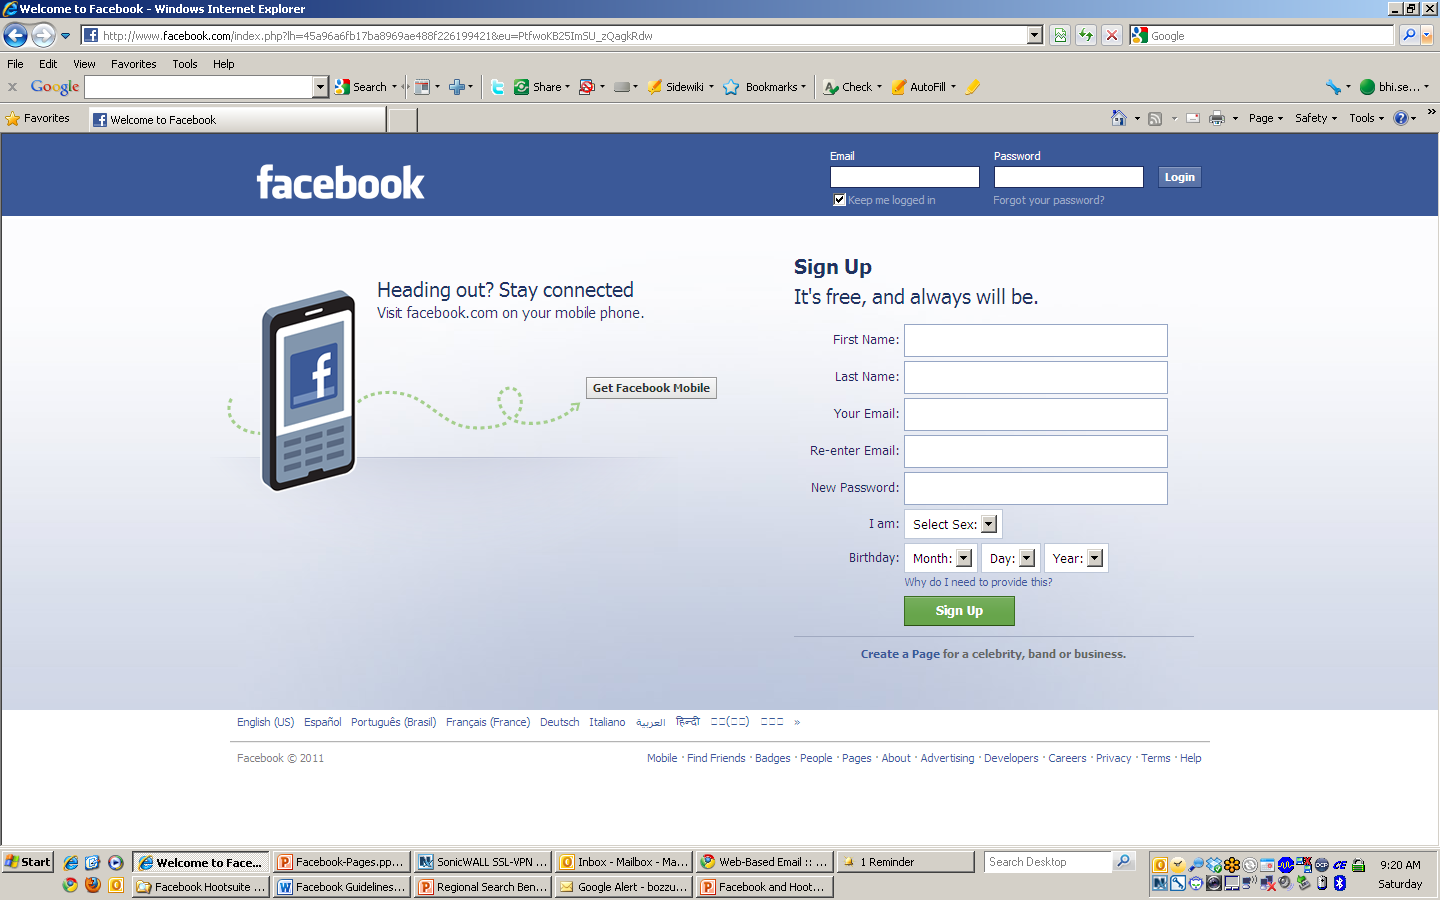 Welcome to Facebook - Windows Internet Explorer
http://www.facebook.com/index.php?lh=45a96a6fb17ba8969ae488f226199421&eu=PtfwoKB25ImSU_zQagkRdw
Google
File Edit View Favorites Tools Help
Google Search Share Sidewiki Bookmarks Check AutoFill bhi.se...
Favorites Welcome to Facebook Page Safety Tools
facebook
Email Password
Login
Keep me logged in Forgot your password?
Heading out? Stay connected
Visit facebook.com on your mobile phone.
Get Facebook Mobile
Sign Up
It's free, and always will be.
First Name:
Last Name:
Your Email:
Re-enter Email:
New Password:
I am: Select Sex:
Birthday: Month: Day: Year:
Why do I need to provide this?
Sign Up
Create a Page for a celebrity, band or business.
English (US) Español Português (Brasil) Français (France) Deutsch Italiano العربية हिन्दी »
Facebook © 2011 Mobile · Find Friends · Badges · People · Pages · About · Advertising · Developers · Careers · Privacy · Terms · Help
Start Welcome to Face... Facebook-Pages.pp... SonicWALL SSL-VPN ... Inbox - Mailbox - Ma... Web-Based Email :: ... 1 Reminder Search Desktop 9:20 AM
Facebook Hootsuite ... Facebook Guidelines... Regional Search Ben... Google Alert - bozzu... Facebook and Hoot... Saturday